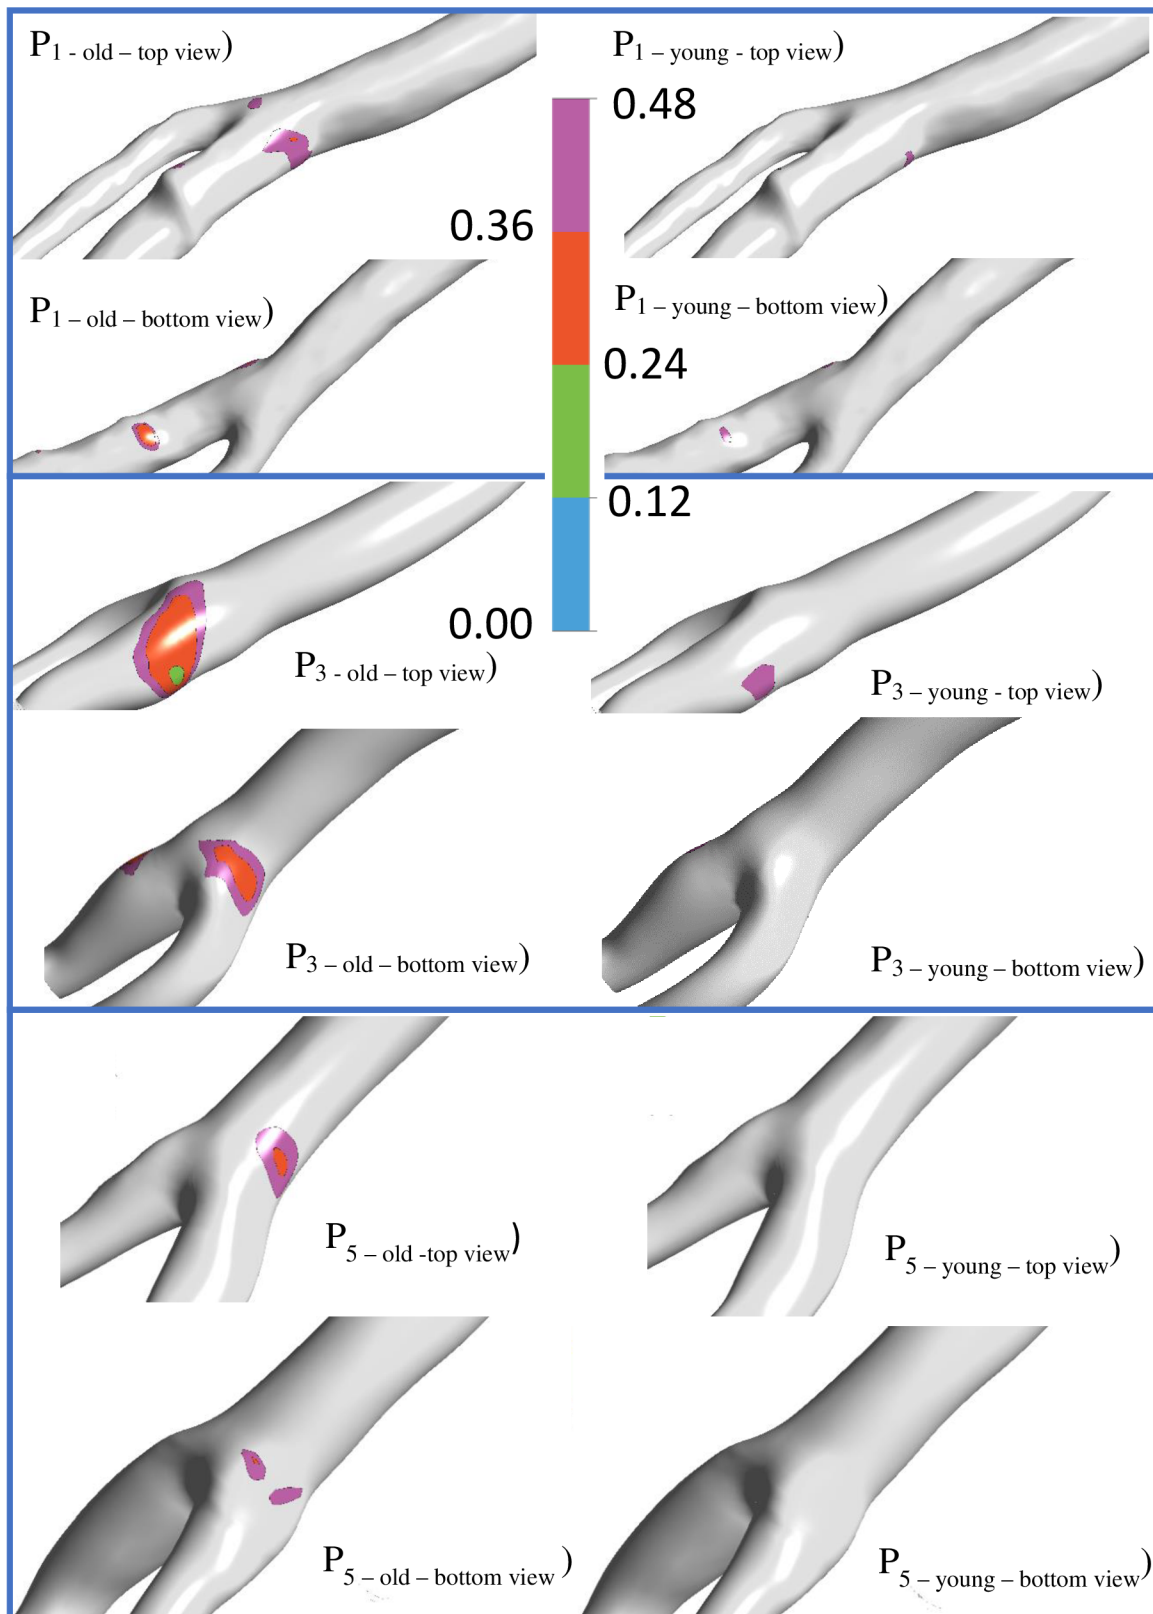 P1 - old – top view)
P1 – young - top view)
0.48
0.36
P1 – old – bottom view)
P1 – young – bottom view)
0.24
0.12
0.00
P3 - old – top view)
P3 – young - top view)
P3 – old – bottom view)
P3 – young – bottom view)
P5 – old -top view)
P5 – young – top view)
P5 – old – bottom view )
P5 – young – bottom view)